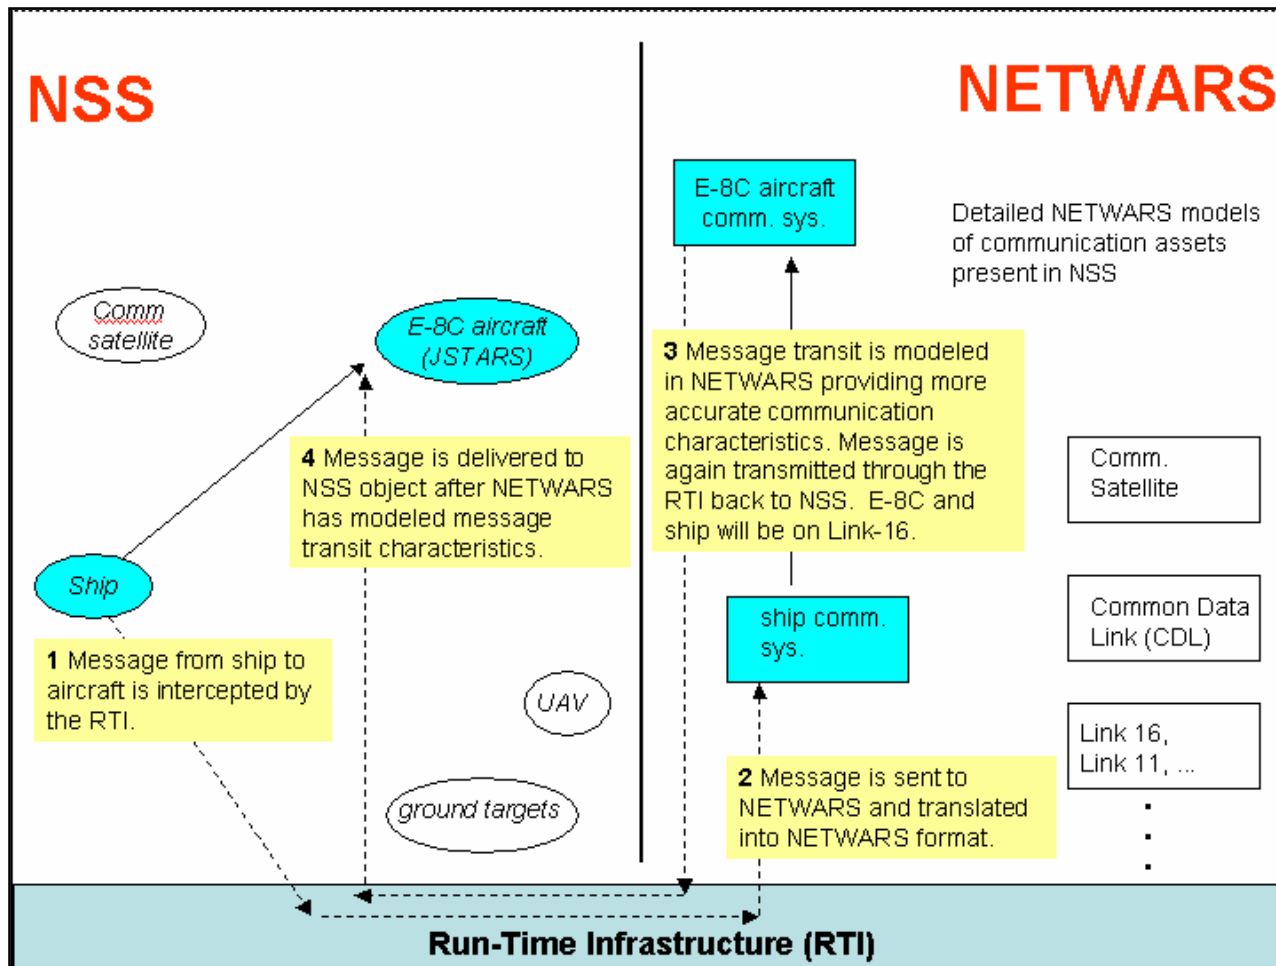 NSS
NETWARS
E-8C aircraft
comm. sys.
Detailed NETWARS models
of communication assets
present in NSS
Comm
satellite
E-8C aircraft
(JSTARS)
3 Message transit is modeled
in NETWARS providing more
accurate communication
characteristics. Message is
again transmitted through the
RTI back to NSS.  E-8C and
ship will be on Link-16.
4 Message is delivered to
NSS object after NETWARS
has modeled message
transit characteristics.
Comm.
Satellite
Ship
ship comm.
sys.
Common Data
Link (CDL)
1 Message from ship to
aircraft is intercepted by
the RTI.
UAV
Link 16,
Link 11, ...
2 Message is sent to
NETWARS and translated
into NETWARS format.
ground targets
Run-Time Infrastructure (RTI)